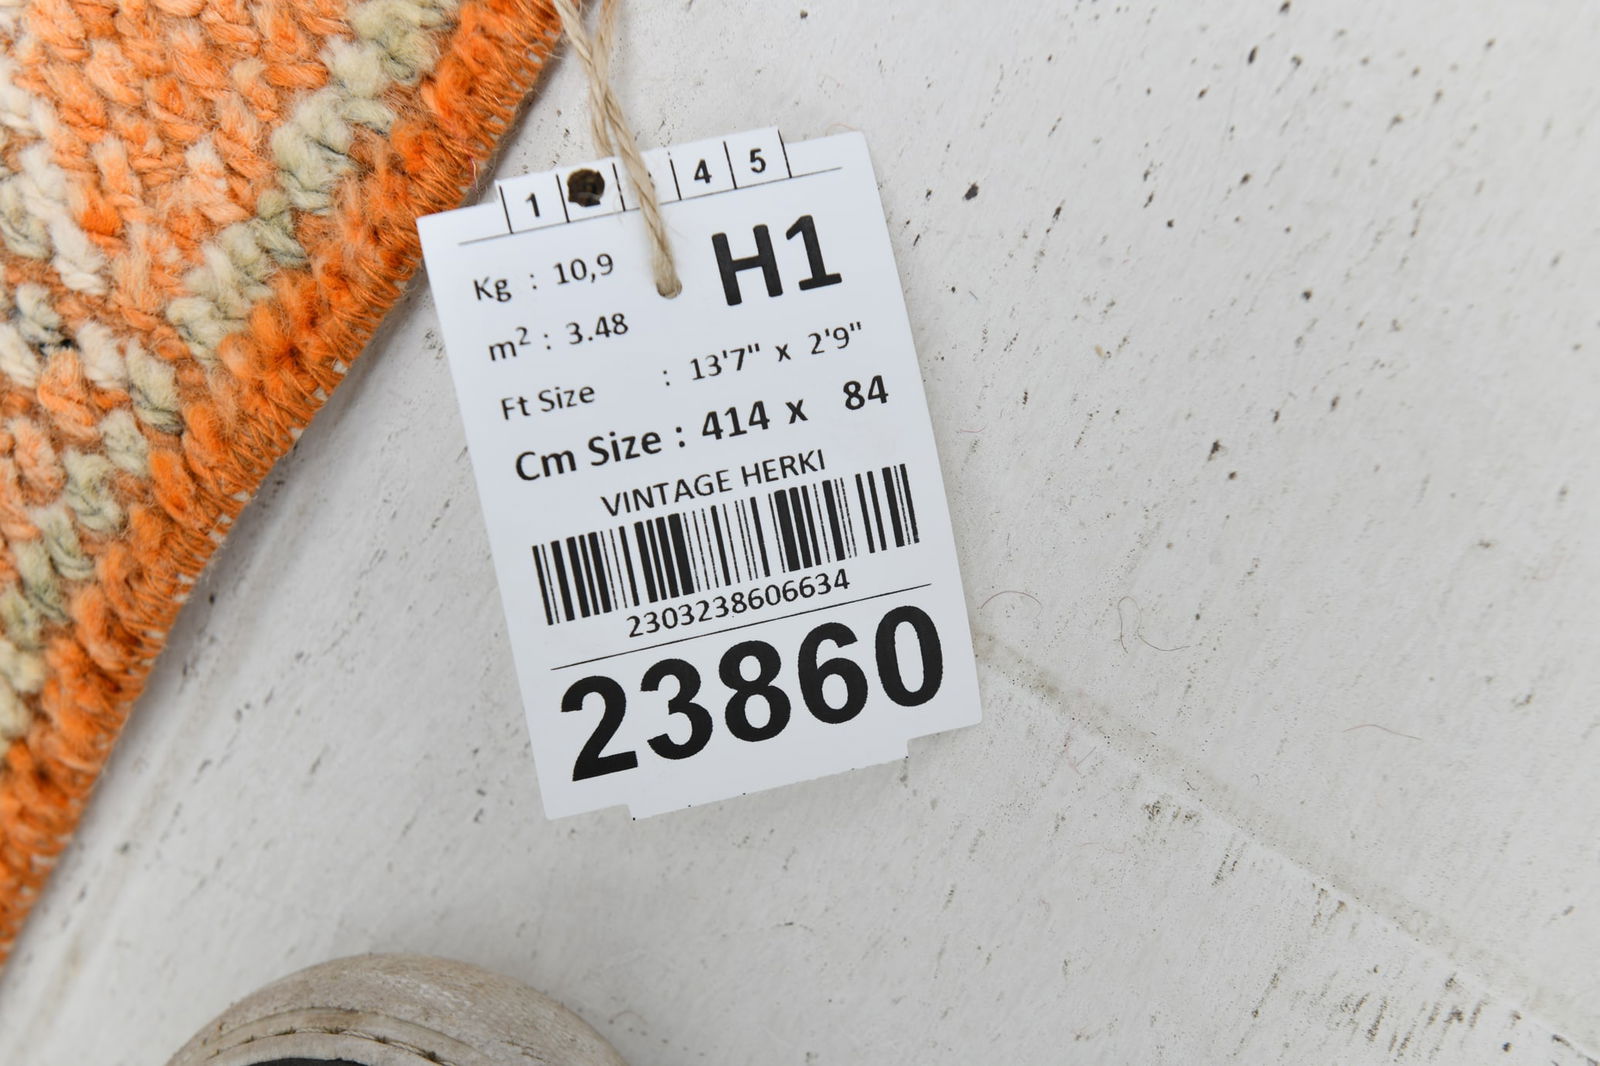 1 4 5
H1
Kg : 10,9
m² : 3.48
Ft Size : 13'7" x 2'9"
Cm Size : 414 x 84
VINTAGE HERKI
2303238606634
23860